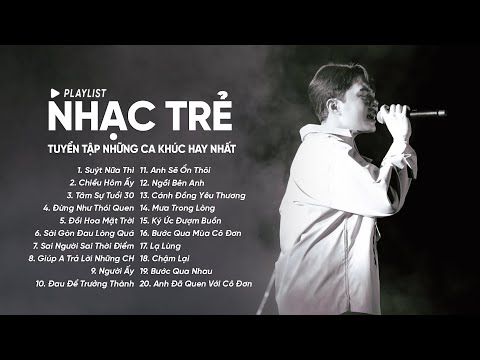 PLAYLIST
NHẠC TRẺ
TUYỂN TẬP NHỮNG CA KHÚC HAY NHẤT
1. Suýt Nữa Thì
2. Chiều Hôm Ấy
3. Tâm Sự Tuổi 30
4. Đừng Như Thói Quen
5. Đồi Hoa Mặt Trời
6. Sài Gòn Đau Lòng Quá
7. Sai Người Sai Thời Điểm
8. Giúp A Trả Lời Những CH
9. Người Ấy
10. Đau Để Trưởng Thành
11. Anh Sẽ Ổn Thôi
12. Ngồi Bên Anh
13. Cánh Đồng Yêu Thương
14. Mưa Trong Lòng
15. Ký Ức Đượm Buồn
16. Bước Qua Mùa Cô Đơn
17. Lạ Lùng
18. Chậm Lại
19. Bước Qua Nhau
20. Anh Đã Quen Với Cô Đơn